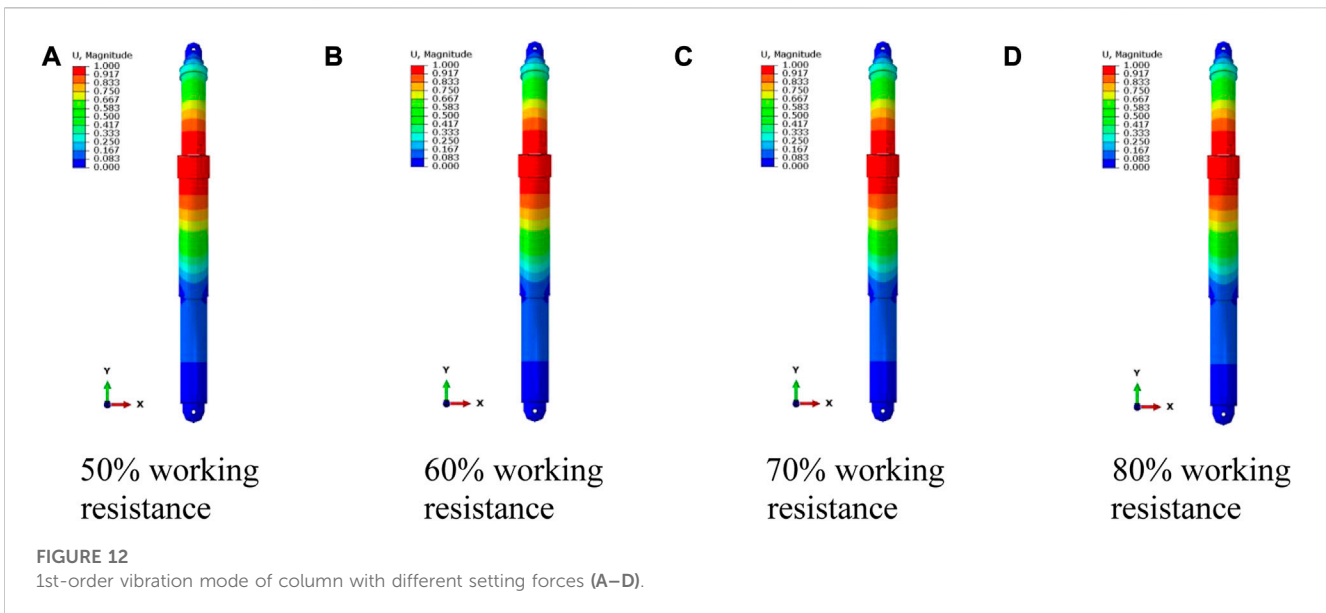 A
U, Magnitude
1.000
0.917
0.833
0.750
0.667
0.583
0.500
0.417
0.333
0.250
0.167
0.083
0.000
Y
X
50% working
resistance
B
U, Magnitude
1.000
0.917
0.833
0.750
0.667
0.583
0.500
0.417
0.333
0.250
0.167
0.083
0.000
Y
X
60% working
resistance
C
U, Magnitude
1.000
0.917
0.833
0.750
0.667
0.583
0.500
0.417
0.333
0.250
0.167
0.083
0.000
Y
X
70% working
resistance
D
U, Magnitude
1.000
0.917
0.833
0.750
0.667
0.583
0.500
0.417
0.333
0.250
0.167
0.083
0.000
Y
X
80% working
resistance
FIGURE 12
1st-order vibration mode of column with different setting forces (A–D).